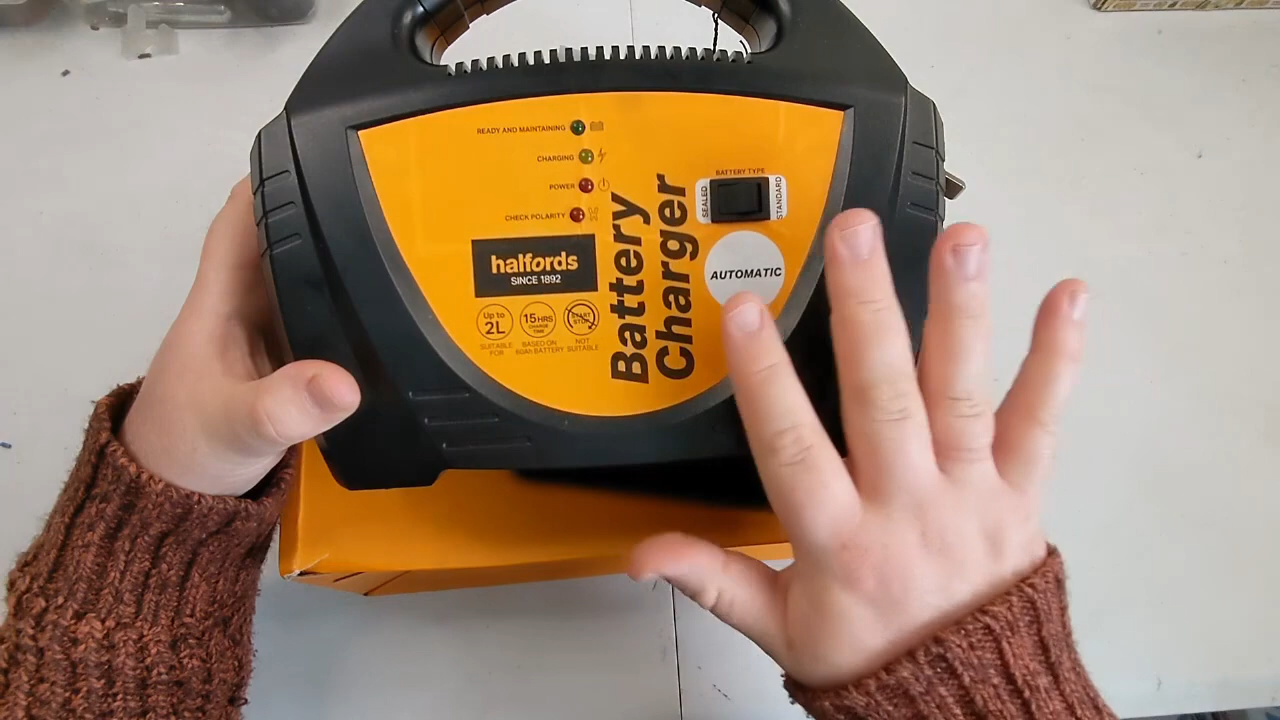 READY AND MAINTAINING
CHARGING
POWER
CHECK POLARITY
halfords
SINCE 1892
Up to
2L
SUITABLE
FOR
15HRS
CHARGE
TIME
BASED ON
60Ah BATTERY
START
STOP
NOT
SUITABLE
Battery
Charger
BATTERY TYPE
SEALED
STANDARD
AUTOMATIC